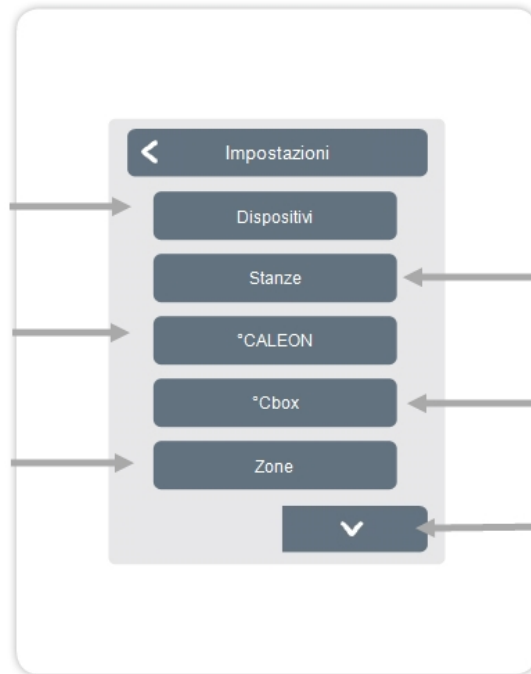 Impostazioni
Dispositivi
Stanze
°CALEON
°Cbox
Zone